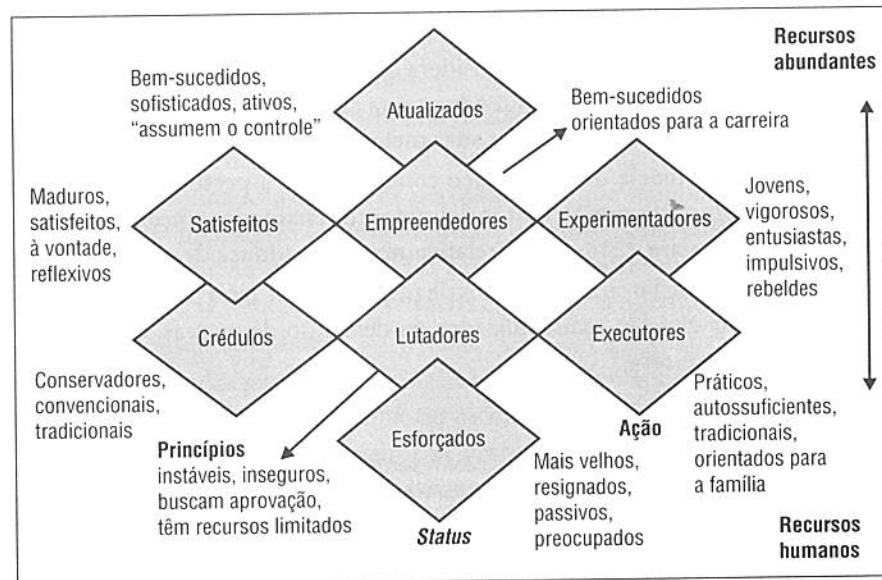 Recursos
abundantes
Bem-sucedidos,
sofisticados, ativos,
“assumem o controle”
Atualizados
Bem-sucedidos
orientados para a carreira
Maduros,
satisfeitos,
à vontade,
reflexivos
Satisfeitos
Empreendedores
Experimentadores
Jovens,
vigorosos,
entusiastas,
impulsivos,
rebeldes
Crédulos
Lutadores
Executores
Conservadores,
convencionais,
tradicionais
Práticos,
autossuficientes,
tradicionais,
orientados para
a família
Ação
Princípios
instáveis, inseguros,
buscam aprovação,
têm recursos limitados
Esforçados
Status
Mais velhos,
resignados,
passivos,
preocupados
Recursos
humanos